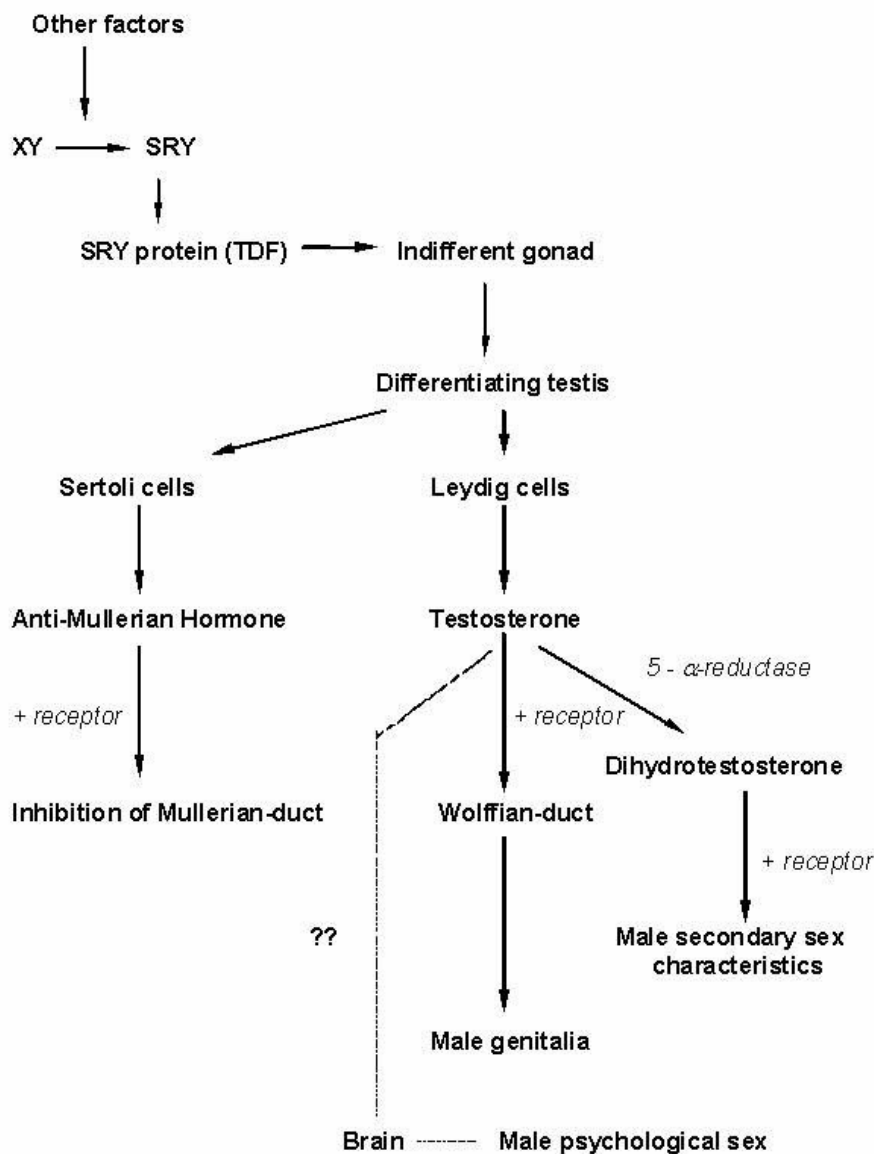 Other factors
XY
SRY
SRY protein (TDF)
Indifferent gonad
Differentiating testis
Sertoli cells
Leydig cells
Anti-Mullerian Hormone
Testosterone
5 - α-reductase
+ receptor
+ receptor
Dihydrotestosterone
Inhibition of Mullerian-duct
Wolffian-duct
+ receptor
??
Male secondary sex
characteristics
Male genitalia
Brain
Male psychological sex